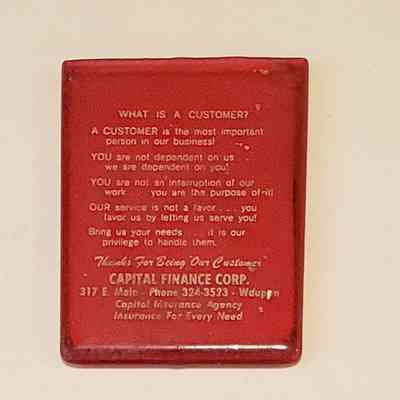 WHAT IS A CUSTOMER?
A CUSTOMER is the most important
person in our business!
YOU are not dependent on us . . .
we are dependent on you!
YOU are not an interruption of our
work . . . you are the purpose of it!
OUR service is not a favor . . . you
favor us by letting us serve you!
Bring us your needs . . . it is our
privilege to handle them.
Thanks For Being Our Customer
CAPITAL FINANCE CORP.
317 E. Main - Phone 324-3523 - Waupun
Capital Insurance Agency
Insurance For Every Need